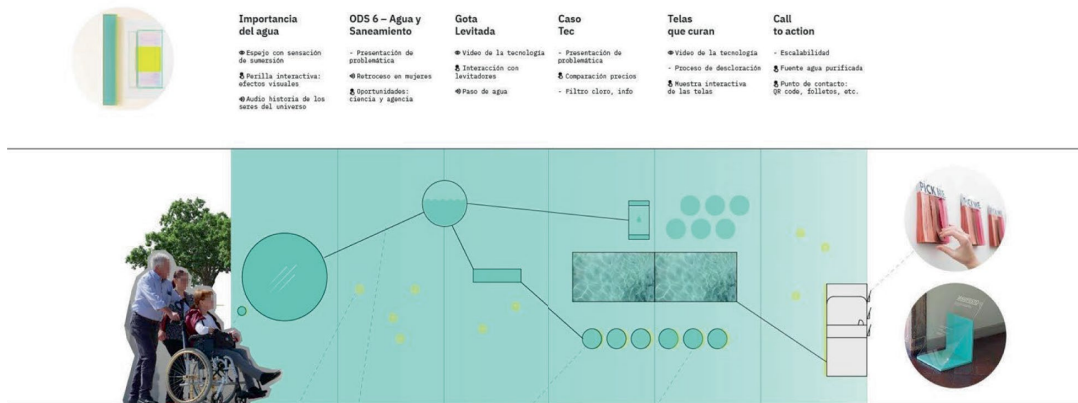 Importancia
del agua
Espejo con sensación
de sumersión
Perilla interactiva:
efectos visuales
Audio historia de los
seres del universo
ODS 6 – Agua y
Saneamiento
- Presentación de
problemática
Retroceso en mujeres
Oportunidades:
ciencia y agencia
Gota
Levitada
Video de la tecnología
Interacción con
levitadores
Paso de agua
Caso
Tec
- Presentación de
problemática
Comparación precios
- Filtro cloro, info
Telas
que curan
Video de la tecnología
- Proceso de descloración
Muestra interactiva
de las telas
Call
to action
- Escalabilidad
Fuente agua purificada
Punto de contacto:
QR code, folletos, etc.
PICK ME